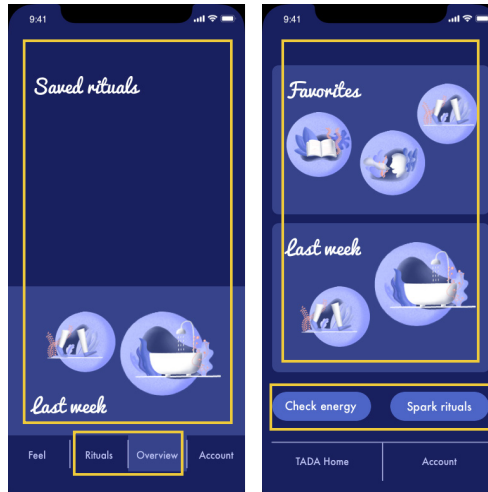 9:41
Saved rituals
Last week
Feel
Rituals
Overview
Account
9:41
Favorites
Last week
Check energy
Spark rituals
TADA Home
Account